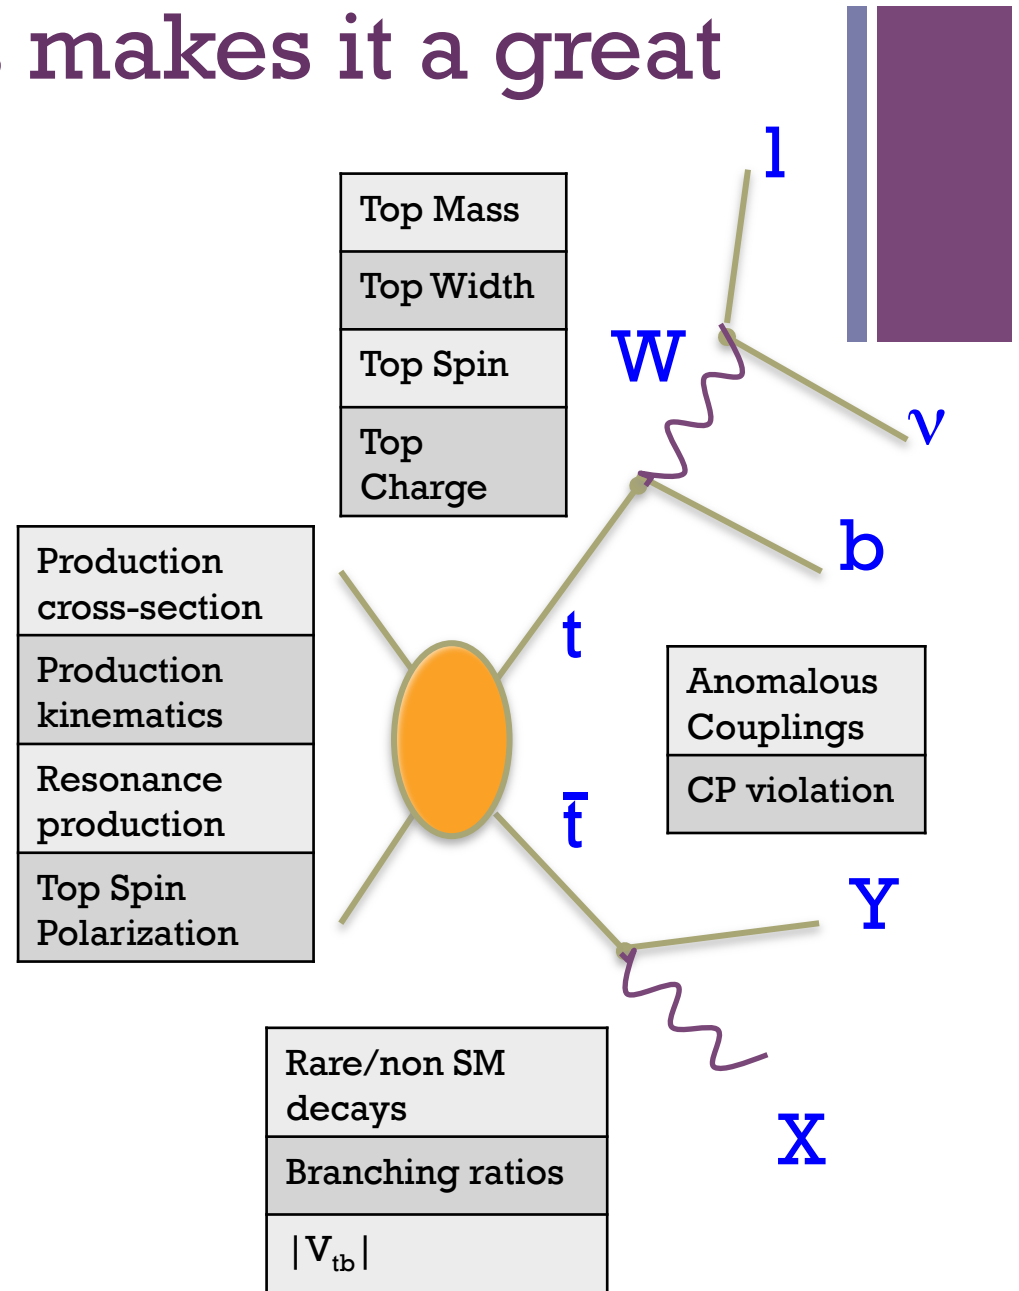 makes it a great
l
Top Mass
Top Width
Top Spin
Top
Charge
W
ν
b
Production
cross-section
Production
kinematics
Resonance
production
Top Spin
Polarization
t
t̄
Anomalous
Couplings
CP violation
Y
X
Rare/non SM
decays
Branching ratios
|V_tb|